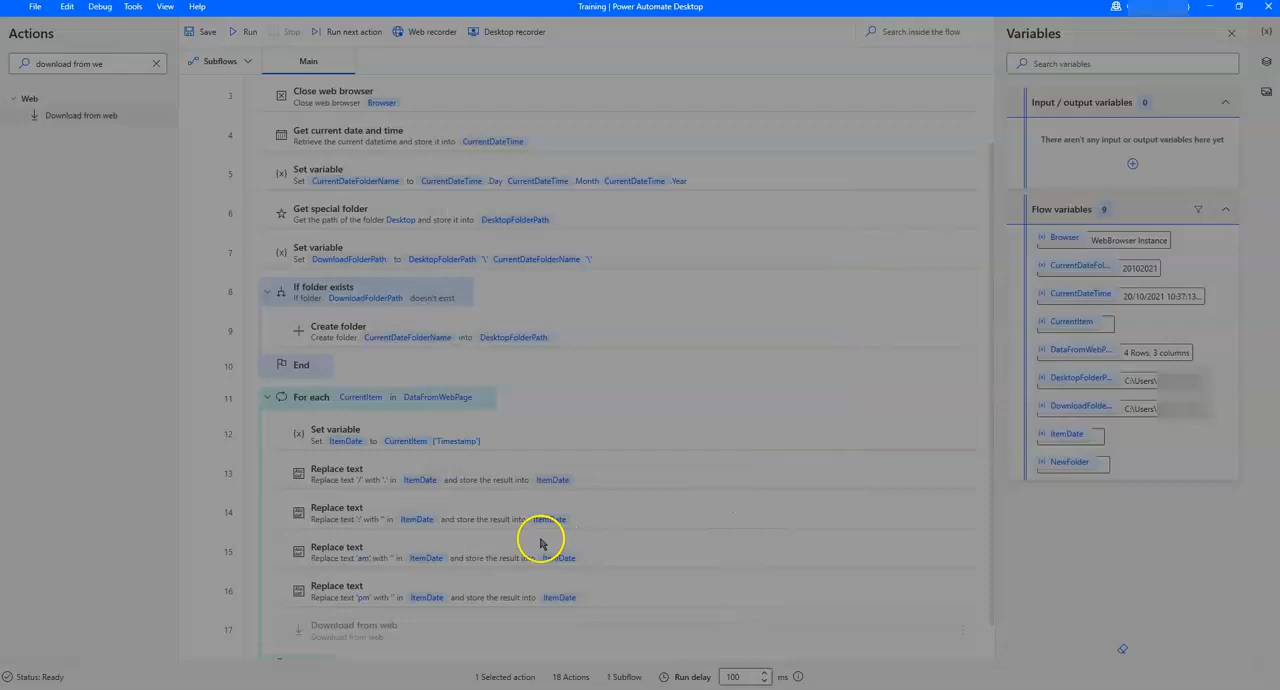 File Edit Debug Tools View Help
Training | Power Automate Desktop
Actions
download from we
Web
Download from web
Save Run Stop Run next action Web recorder Desktop recorder
Search inside the flow
Subflows
Main
3
Close web browser
Close web browser Browser
4
Get current date and time
Retrieve the current datetime and store it into CurrentDateTime
5
Set variable
Set CurrentDateFolderName to CurrentDateTime .Day CurrentDateTime .Month CurrentDateTime .Year
6
Get special folder
Get the path of the folder Desktop and store it into DesktopFolderPath
7
Set variable
Set DownloadFolderPath to DesktopFolderPath '\' CurrentDateFolderName '\'
8
If folder exists
If folder DownloadFolderPath doesn't exist
9
Create folder
Create folder CurrentDateFolderName into DesktopFolderPath
10
End
11
For each CurrentItem in DataFromWebPage
12
Set variable
Set ItemDate to CurrentItem ['Timestamp']
13
Replace text
Replace text '/' with '.' in ItemDate and store the result into ItemDate
14
Replace text
Replace text ':' with '' in ItemDate and store the result into ItemDate
15
Replace text
Replace text 'am' with '' in ItemDate and store the result into ItemDate
16
Replace text
Replace text 'pm' with '' in ItemDate and store the result into ItemDate
17
Download from web
Download from web
Variables
{x}
Search variables
Input / output variables 0
There aren't any input or output variables here yet
Flow variables 9
(x) Browser WebBrowser Instance
(x) CurrentDateFol... 20102021
(x) CurrentDateTime 20/10/2021 10:37:13...
(x) CurrentItem
(x) DataFromWebP... 4 Rows, 3 columns
(x) DesktopFolderP... C:\Users\
(x) DownloadFolde... C:\Users\
(x) ItemDate
(x) NewFolder
Status: Ready
1 Selected action 18 Actions 1 Subflow Run delay 100 ms